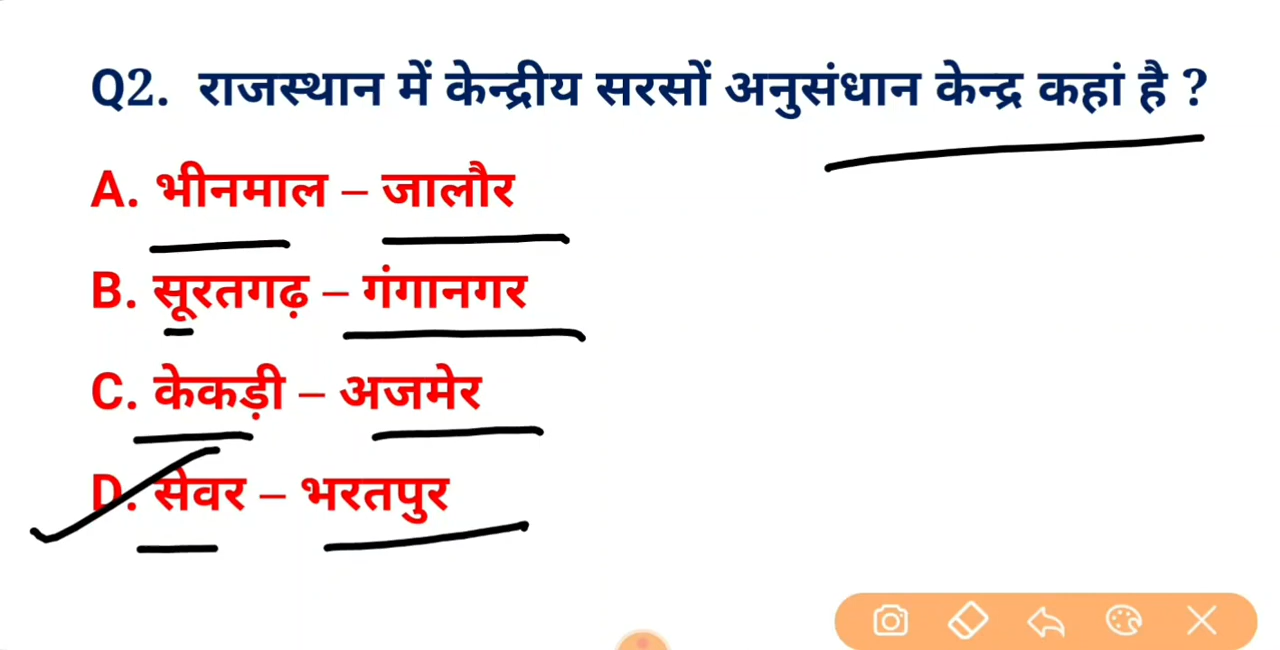 Q2. राजस्थान में केन्द्रीय सरसों अनुसंधान केन्द्र कहां है ?
A. भीनमाल – जालौर
B. सूरतगढ़ – गंगानगर
C. केकड़ी – अजमेर
D. सेवर – भरतपुर